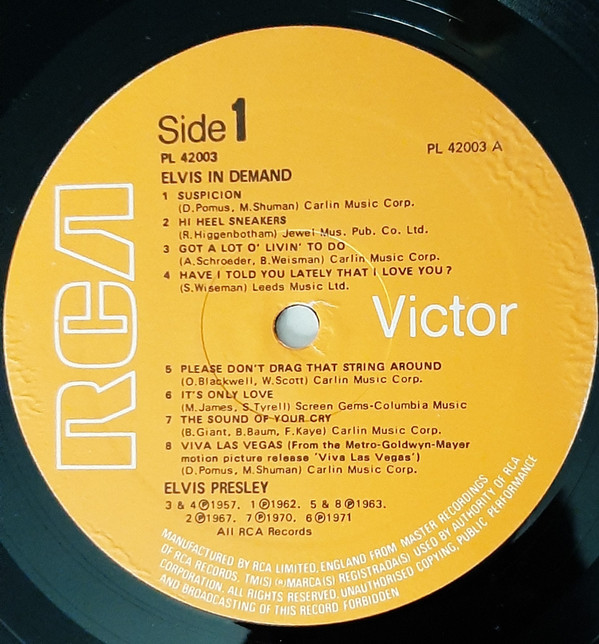 Side 1
PL 42003
PL 42003 A
ELVIS IN DEMAND
1 SUSPICION
(D. Pomus, M. Shuman) Carlin Music Corp.
2 HI HEEL SNEAKERS
(R. Higgenbotham) Jewel Mus. Pub. Co. Ltd.
3 GOT A LOT O' LIVIN' TO DO
(A. Schroeder, B. Weisman) Carlin Music Corp.
4 HAVE I TOLD YOU LATELY THAT I LOVE YOU?
(S. Wiseman) Leeds Music Ltd.
RCA
Victor
5 PLEASE DON'T DRAG THAT STRING AROUND
(O. Blackwell, W. Scott) Carlin Music Corp.
6 IT'S ONLY LOVE
(M. James, S. Tyrell) Screen Gems-Columbia Music
7 THE SOUND OF YOUR CRY
(B. Giant, B. Baum, F. Kaye) Carlin Music Corp.
8 VIVA LAS VEGAS (From the Metro-Goldwyn-Mayer
motion picture release 'Viva Las Vegas')
(D. Pomus, M. Shuman) Carlin Music Corp.
ELVIS PRESLEY
3 & 4 ℗ 1957. 1 ℗ 1962. 5 & 8 ℗ 1963.
2 ℗ 1967. 7 ℗ 1970. 6 ℗ 1971
All RCA Records
MANUFACTURED BY RCA LIMITED, ENGLAND FROM MASTER RECORDINGS
OF RCA RECORDS. TM(S) ® MARCA(S) REGISTRADA(S) USED BY AUTHORITY OF RCA
CORPORATION. ALL RIGHTS RESERVED. UNAUTHORISED COPYING, PUBLIC PERFORMANCE
AND BROADCASTING OF THIS RECORD FORBIDDEN